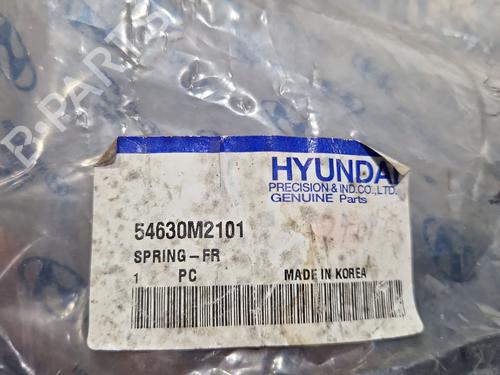 B-PARTS
HYUNDAI
PRECISION & IND.CO.,LTD.
GENUINE Parts
54630M2101
SPRING-FR
1 PC MADE IN KOREA